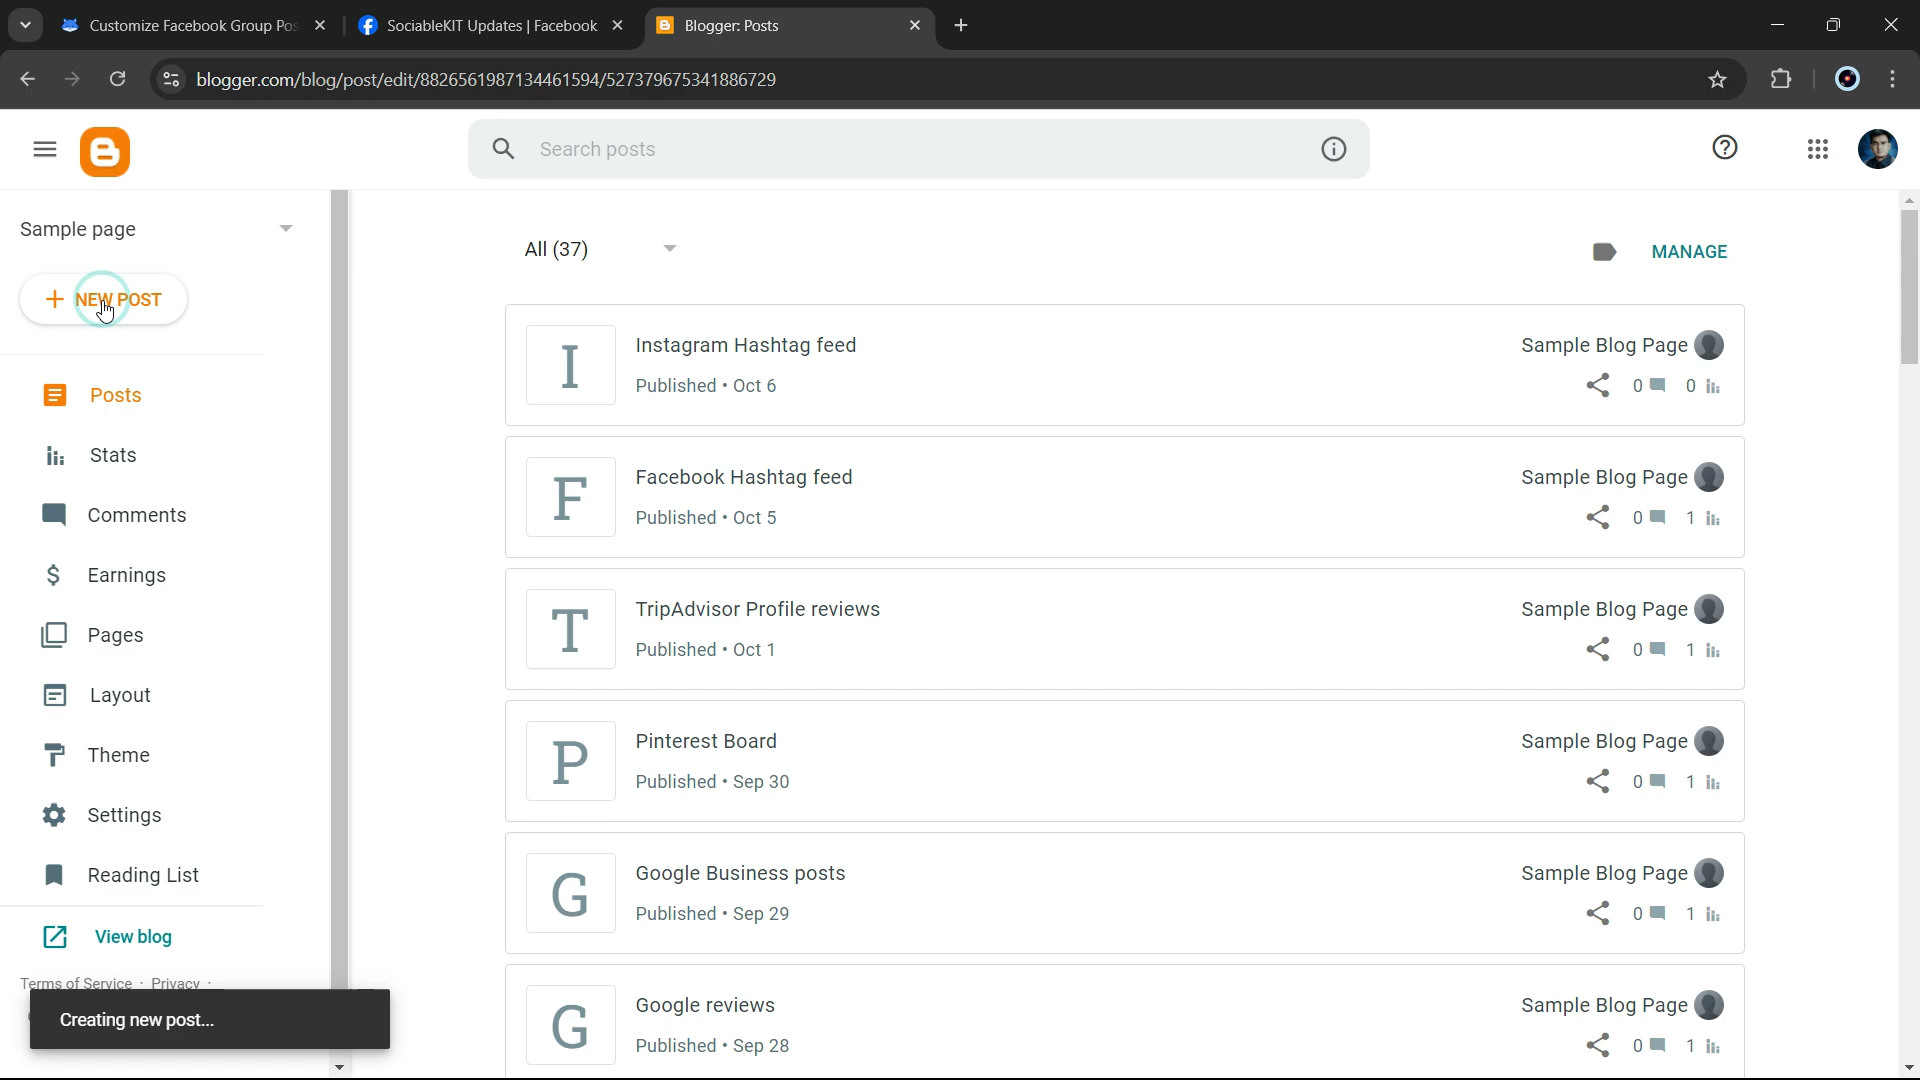 Customize Facebook Group Pos
SociableKIT Updates | Facebook
Blogger: Posts
blogger.com/blog/post/edit/8826561987134461594/527379675341886729
Search posts
Sample page
NEW POST
Posts
Stats
Comments
Earnings
Pages
Layout
Theme
Settings
Reading List
View blog
Terms of Service · Privacy ·
Creating new post...
All (37)
MANAGE
I
Instagram Hashtag feed
Published • Oct 6
Sample Blog Page
0 0
F
Facebook Hashtag feed
Published • Oct 5
Sample Blog Page
0 1
T
TripAdvisor Profile reviews
Published • Oct 1
Sample Blog Page
0 1
P
Pinterest Board
Published • Sep 30
Sample Blog Page
0 1
G
Google Business posts
Published • Sep 29
Sample Blog Page
0 1
G
Google reviews
Published • Sep 28
Sample Blog Page
0 1